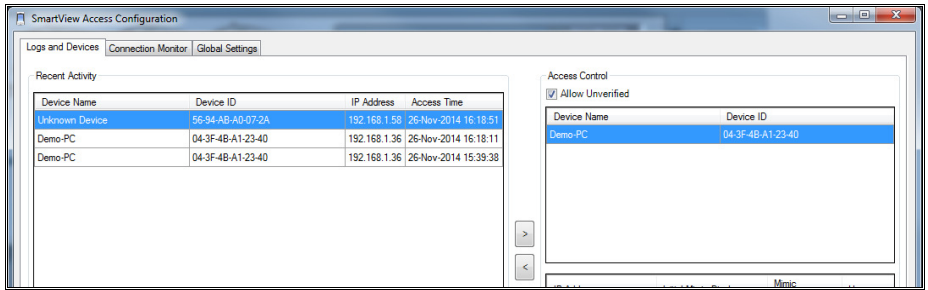 SmartView Access Configuration
Logs and Devices Connection Monitor Global Settings
Recent Activity
Device Name Device ID IP Address Access Time
Unknown Device 56-94-AB-A0-07-2A 192.168.1.58 26-Nov-2014 16:18:51
Demo-PC 04-3F-4B-A1-23-40 192.168.1.36 26-Nov-2014 16:18:11
Demo-PC 04-3F-4B-A1-23-40 192.168.1.36 26-Nov-2014 15:39:38
>
<
Access Control
Allow Unverified
Device Name Device ID
Demo-PC 04-3F-4B-A1-23-40
Mimic